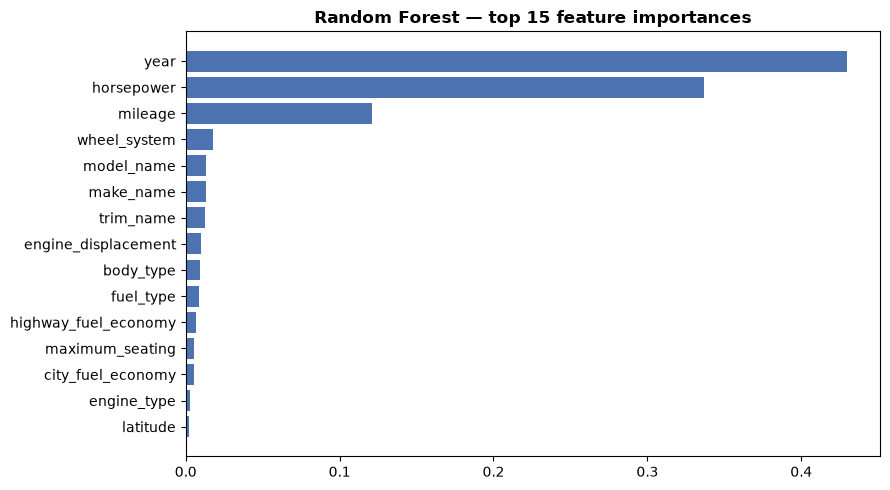 Random Forest — top 15 feature importances
year
horsepower
mileage
wheel_system
model_name
make_name
trim_name
engine_displacement
body_type
fuel_type
highway_fuel_economy
maximum_seating
city_fuel_economy
engine_type
latitude
0.0 0.1 0.2 0.3 0.4